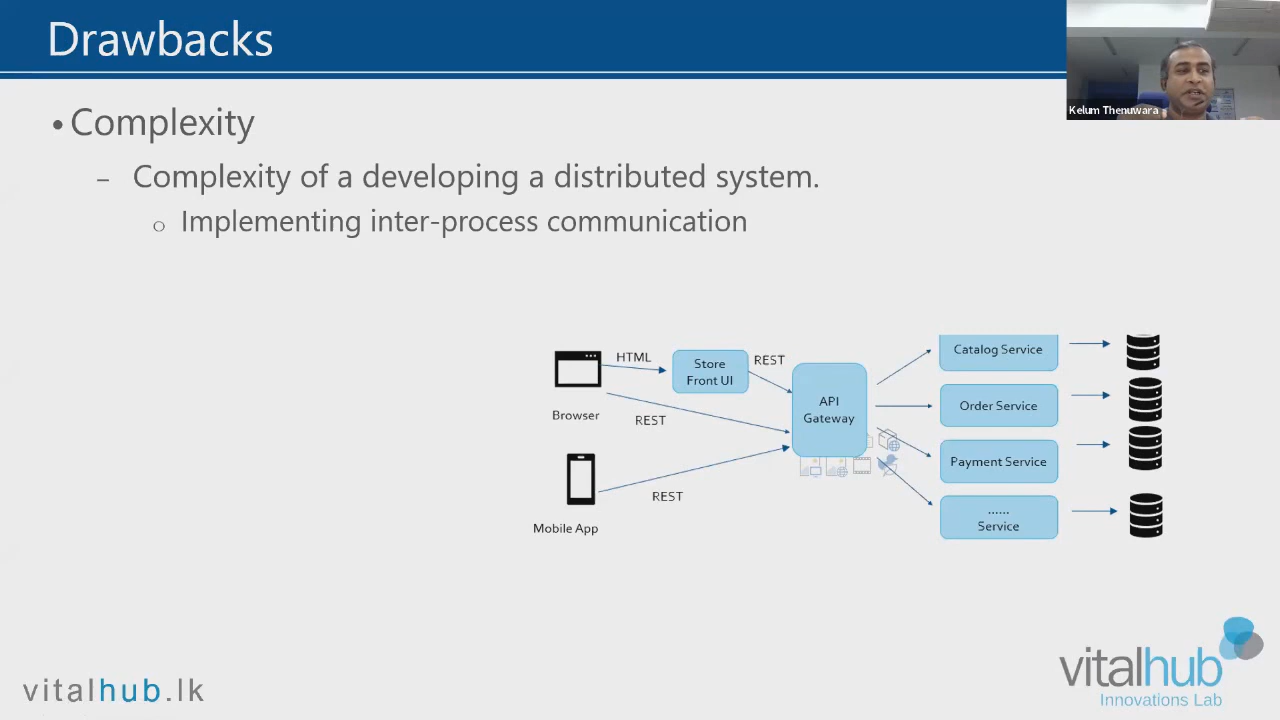 Drawbacks
Kelum Thenuwara
• Complexity
– Complexity of a developing a distributed system.
o Implementing inter-process communication
HTML
Store
Front UI
REST
Browser
REST
Mobile App
REST
API
Gateway
Catalog Service
Order Service
Payment Service
......
Service
vitalhub.lk
vitalhub
Innovations Lab